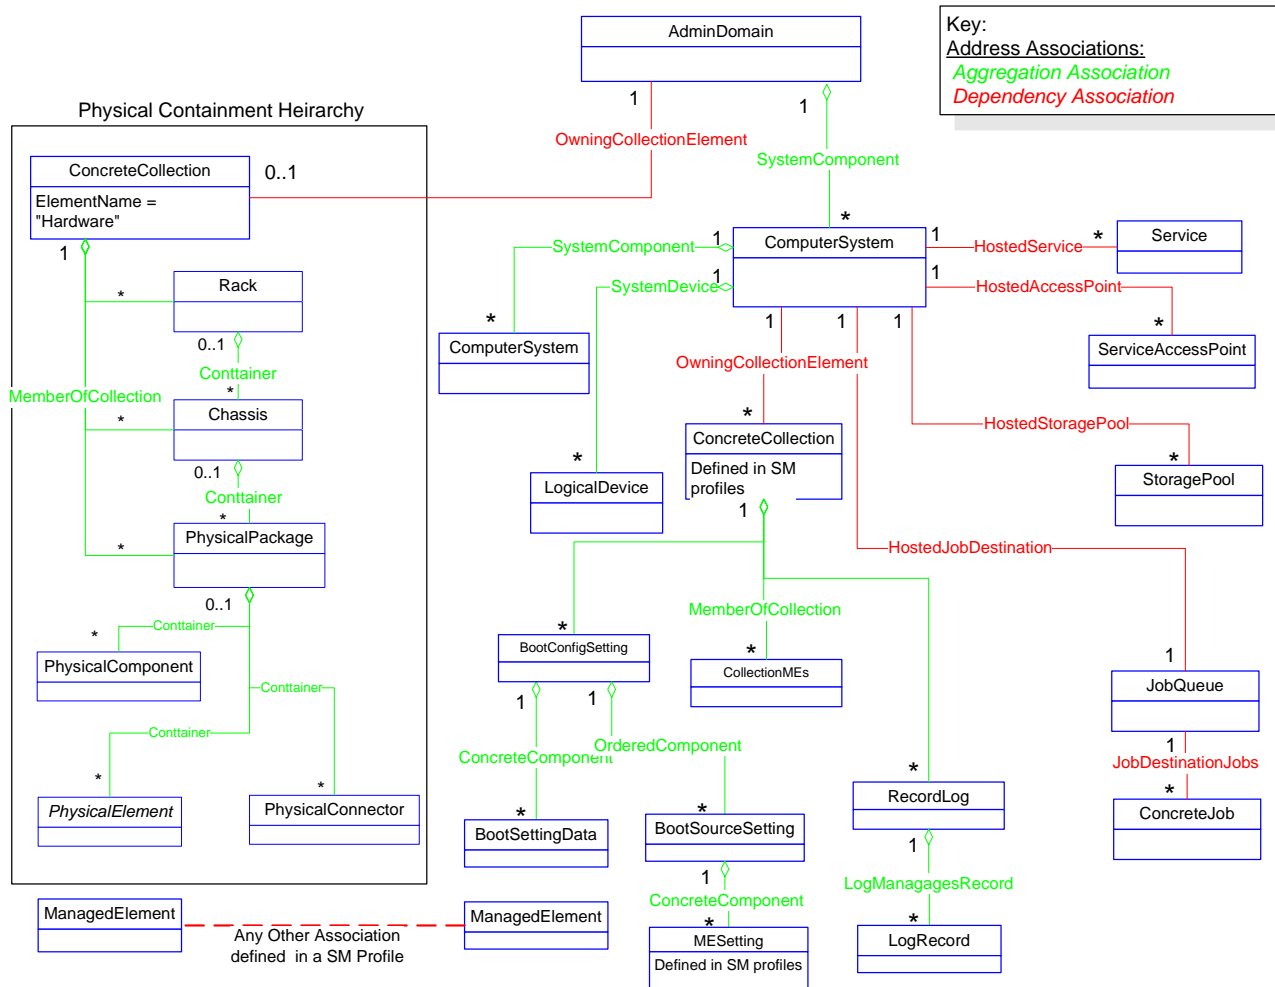 AdminDomain
Key:
Address Associations:
Aggregation Association
Dependency Association
1
1
OwningCollectionElement
SystemComponent
*
Physical Containment Heirarchy
ConcreteCollection
ElementName =
"Hardware"
0..1
1
Rack
*
0..1
Conttainer
*
MemberOfCollection
Chassis
*
0..1
Conttainer
*
PhysicalPackage
*
0..1
Conttainer
*
PhysicalComponent
Conttainer
Conttainer
*
*
PhysicalElement
PhysicalConnector
ComputerSystem
SystemComponent
1
*
ComputerSystem
SystemDevice
1
*
LogicalDevice
1
HostedService
*
Service
1
HostedAccessPoint
*
ServiceAccessPoint
1
1
1
OwningCollectionElement
*
ConcreteCollection
Defined in SM
profiles
1
HostedStoragePool
*
StoragePool
HostedJobDestination
1
JobQueue
1
JobDestinationJobs
*
ConcreteJob
MemberOfCollection
*
BootConfigSetting
*
CollectionMEs
1
1
ConcreteComponent
OrderedComponent
*
BootSettingData
*
BootSourceSetting
1
ConcreteComponent
*
MESetting
Defined in SM profiles
*
RecordLog
1
LogManagagesRecord
*
LogRecord
ManagedElement
Any Other Association
defined in a SM Profile
ManagedElement